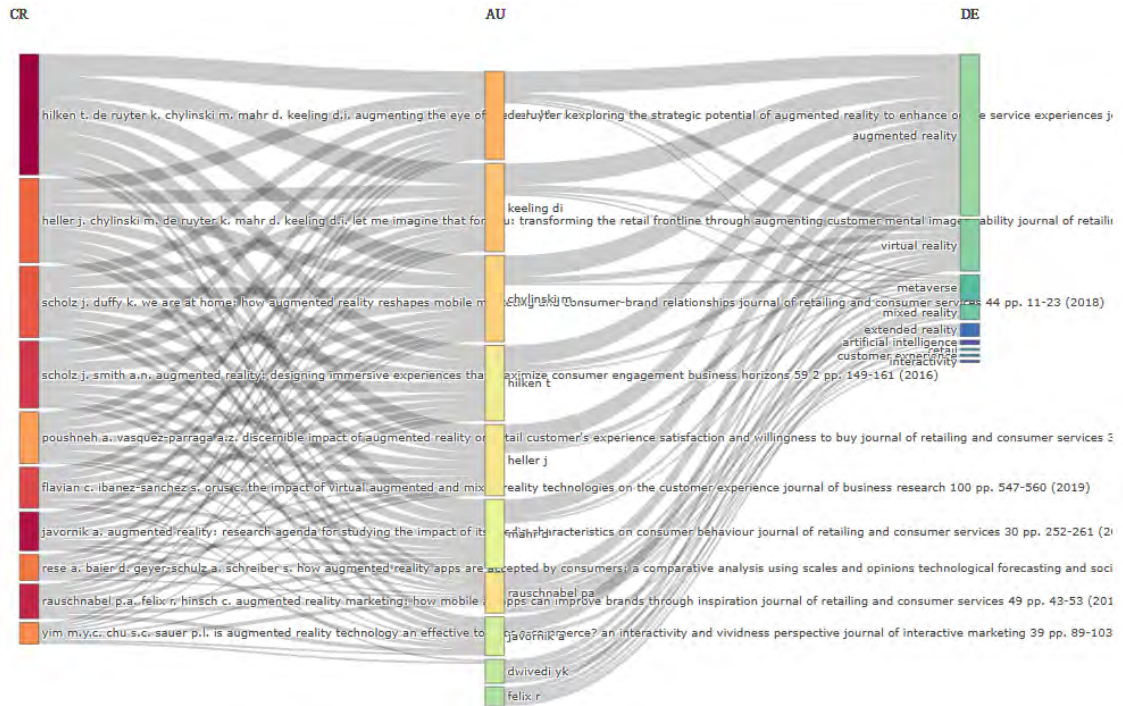 CR AU DE
hilken t. de ruyter k. chylinski m. mahr d. keeling d.i. augmenting the eye of exploring the strategic potential of augmented reality to enhance service experiences
augmented reality
heller j. chylinski m. de ruyter k. mahr d. keeling d.i. let me imagine that for transforming the retail frontline through augmenting customer mental ability journal of
keeling di
virtual reality
metaverse
scholz j. duffy k. we are at home: how augmented reality reshapes mobile consumer-brand relationships journal of retailing and consumer services 44 pp. 11-23 (2018)
chylinski m
mixed reality
extended reality
artificial intelligence
retail
customer experience
interactivity
scholz j. smith a.n. augmented reality: designing immersive experiences consumer engagement business horizons 59 2 pp. 149-161 (2016)
hilken t
poushneh a. vasquez-parraga a.z. discernible impact of augmented reality customer's experience satisfaction and willingness to buy journal of retailing and consumer services 3
heller j
flavian c. ibanez-sanchez s. orus c. the impact of virtual augmented and reality technologies on the customer experience journal of business research 100 pp. 547-560 (2019)
javornik a. augmented reality: research agenda for studying the impact of its characteristics on consumer behaviour journal of retailing and consumer services 30 pp. 252-261
mahr d
rese a. baier d. geyer-schulz a. schreiber s. how augmented reality apps are accepted by consumers: a comparative analysis using scales and opinions technological forecasting and soci
rauschnabel pa
rauschnabel p.a. felix r. hinsch c. augmented reality marketing: how mobile can improve brands through inspiration journal of retailing and consumer services 49 pp. 43-53 (201
yim m.y.c. chu s.c. sauer p.l. is augmented reality technology an effective an interactivity and vividness perspective journal of interactive marketing 39 pp. 89-103
javornik a
dwivedi yk
felix r